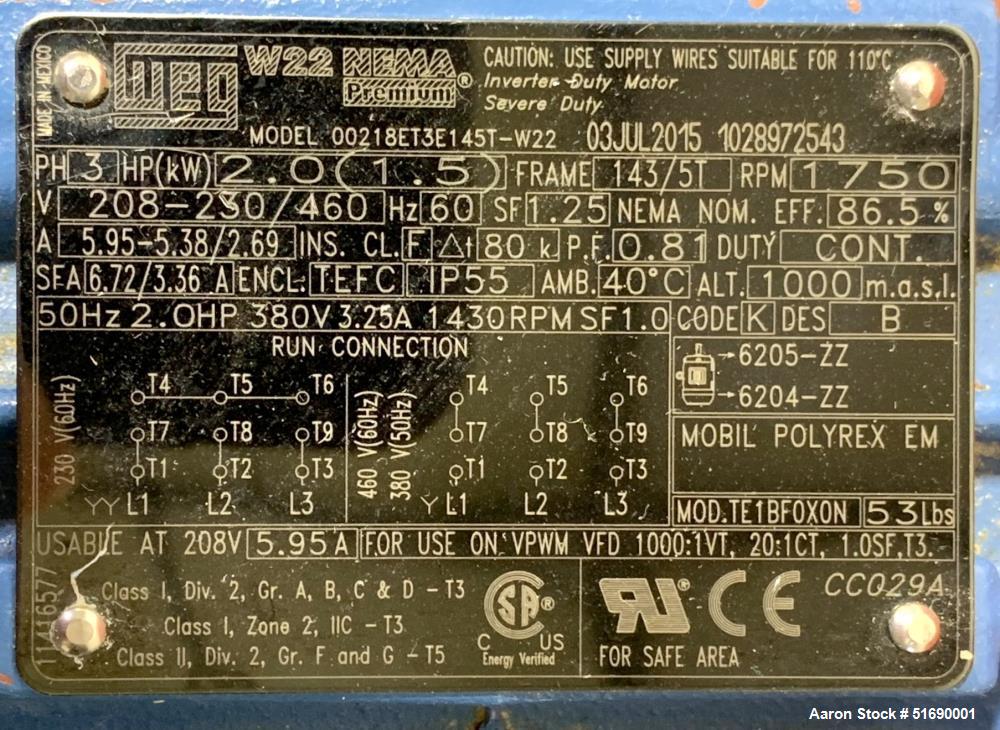 MADE IN MEXICO
WEG W22 NEMA Premium®
CAUTION: USE SUPPLY WIRES SUITABLE FOR 110°C
Inverter Duty Motor
Severe Duty
MODEL 00218ET3E145T-W22 03JUL2015 1028972543
PH 3 HP(kW) 2.0(1.5) FRAME 143/5T RPM 1750
V 208-230/460 Hz 60 SF 1.25 NEMA NOM. EFF. 86.5 %
A 5.95-5.38/2.69 INS. CL. F Δt 80 k P.F. 0.81 DUTY CONT.
SFA 6.72/3.36 A ENCL. TEFC IP55 AMB. 40°C ALT. 1000 m.a.s.l.
50Hz 2.0HP 380V 3.25A 1430RPM SF1.0 CODE K DES B
RUN CONNECTION
230 V(60Hz)
T4 T5 T6
T7 T8 T9
T1 T2 T3
YY L1 L2 L3
460 V(60Hz)
380 V(50Hz)
T4 T5 T6
T7 T8 T9
T1 T2 T3
Y L1 L2 L3
6205-ZZ
6204-ZZ
MOBIL POLYREX EM
MOD.TE1BFOXON 53Lbs
USABLE AT 208V 5.95 A FOR USE ON VPWM VFD 1000:1VT, 20:1CT, 1.0SF,T3.
11416577
Class I, Div. 2, Gr. A, B, C & D - T3
Class I, Zone 2, IIC - T3
Class II, Div. 2, Gr. F and G - T5
SA®
C US
Energy Verified
RU® CE CC029A
FOR SAFE AREA
Aaron Stock # 51690001